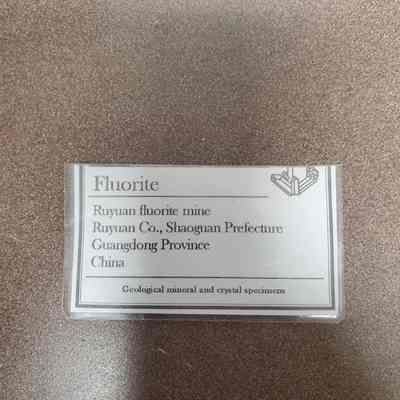 Fluorite
Ruyuan fluorite mine
Ruyuan Co., Shaoguan Prefecture
Guangdong Province
China
Geological mineral and crystal specimens